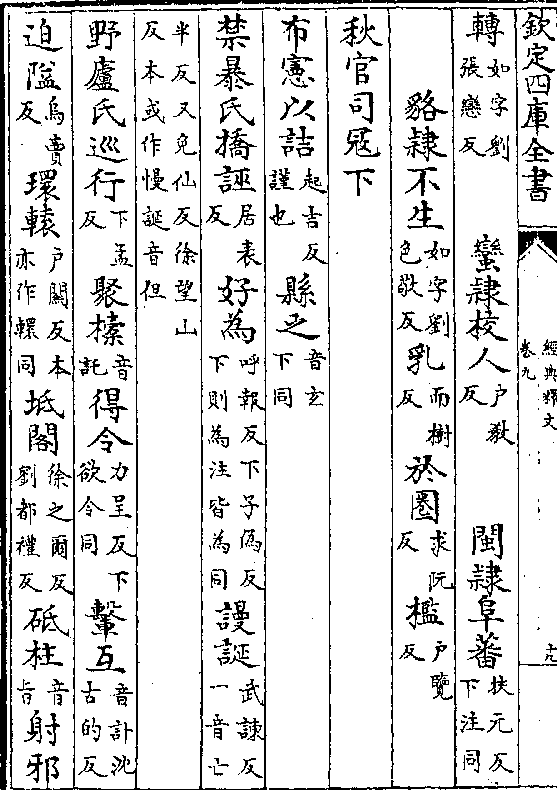 欽定四庫全書
經典釋文
卷九
轉如字劉張戀反 蠻隸校人戶教反 閩隸阜蕃扶元反下注同
貉隸不生如字劉色敬反乳而樹反於圈求阮反檻戶覽反
秋官司寇下
布憲以詰起吉反謹也縣之音玄下同
禁暴氏撟誣居表反好為呼報反下子偽反下則為注皆為同謾誕武諫反一音亡
半反又免仙反徐望山反本或作慢誕音但
野廬氏巡行下孟反聚㯓音託得令力呈反下欲令同轚互音計沈古的反
迫隘烏賣反環轅戶關反本亦作轘同坻閣徐之爾反劉都禮反砥柱音旨射邪